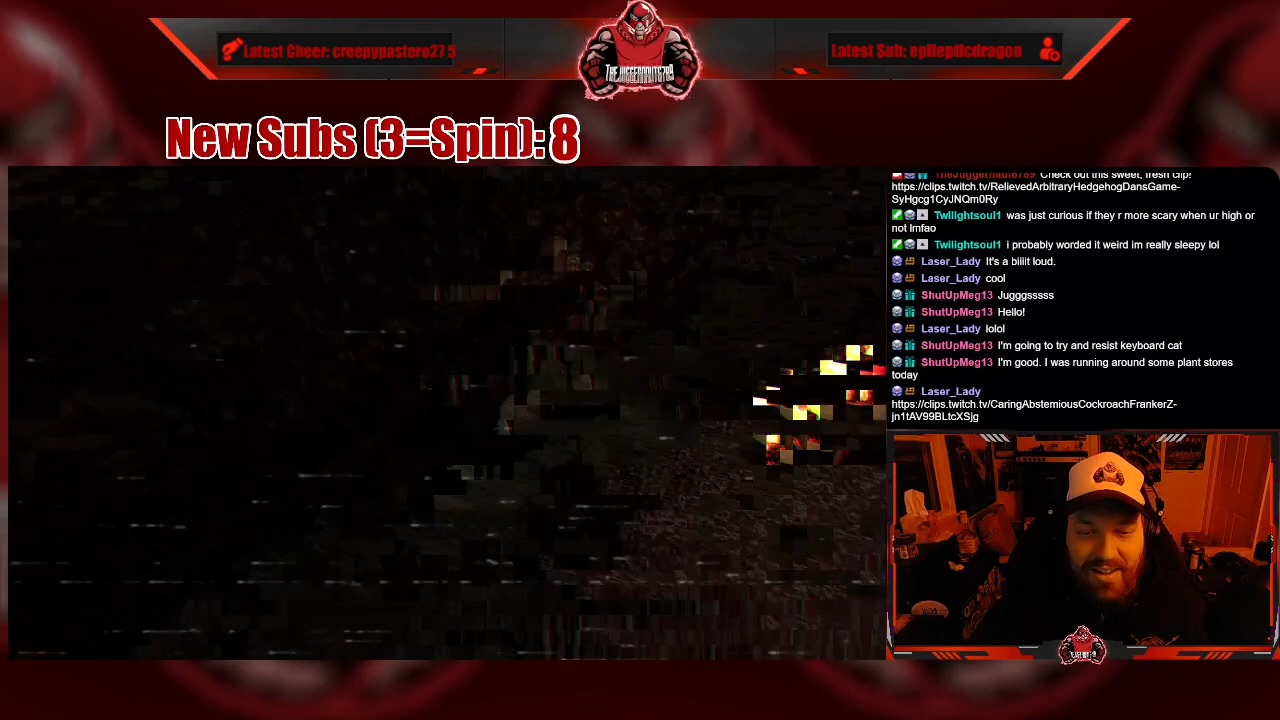 Latest Cheer: creepypastero27 5
THEJUGGERNAUT6789
Latest Sub: epilepticdragon
New Subs (3=Spin): 8
TheJuggernaut6789 Check out this sweet, fresh clip!
https://clips.twitch.tv/RelievedArbitraryHedgehogDansGame-
SyHgcg1CyJNQm0Ry
Twilightsoul1 was just curious if they r more scary when ur high or
not lmfao
Twilightsoul1 i probably worded it weird im really sleepy lol
Laser_Lady It's a biiiit loud.
Laser_Lady cool
ShutUpMeg13 Jugggsssss
ShutUpMeg13 Hello!
Laser_Lady lolol
ShutUpMeg13 I'm going to try and resist keyboard cat
ShutUpMeg13 I'm good. I was running around some plant stores
today
Laser_Lady
https://clips.twitch.tv/CaringAbstemiousCockroachFrankerZ-
jn1tAV99BLtcXSjg